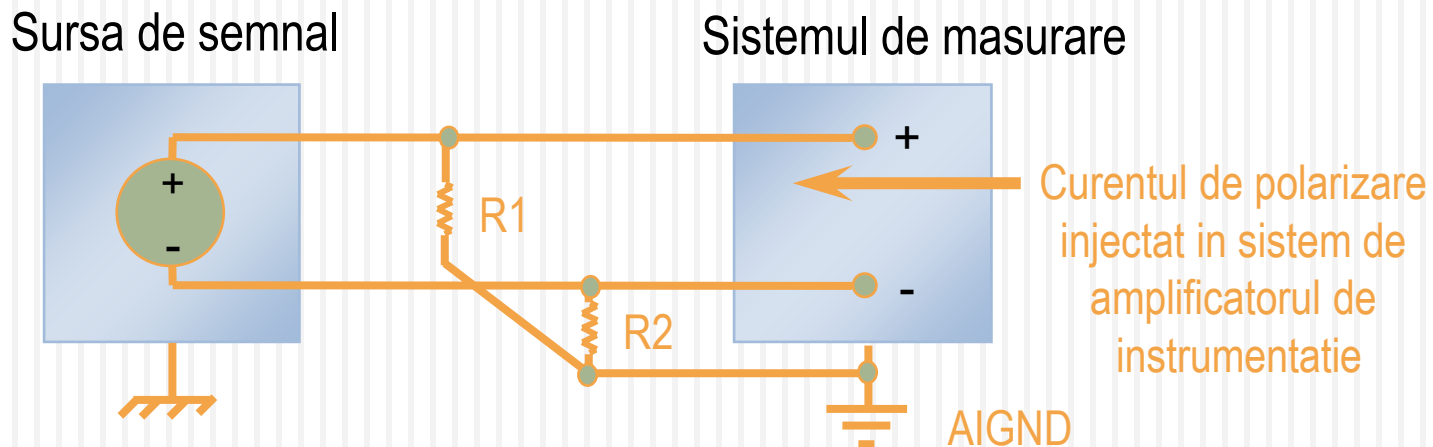 Sursa de semnal
Sistemul de masurare
+
-
R1
R2
+
-
Curentul de polarizare
injectat in sistem de
amplificatorul de
instrumentatie
AIGND